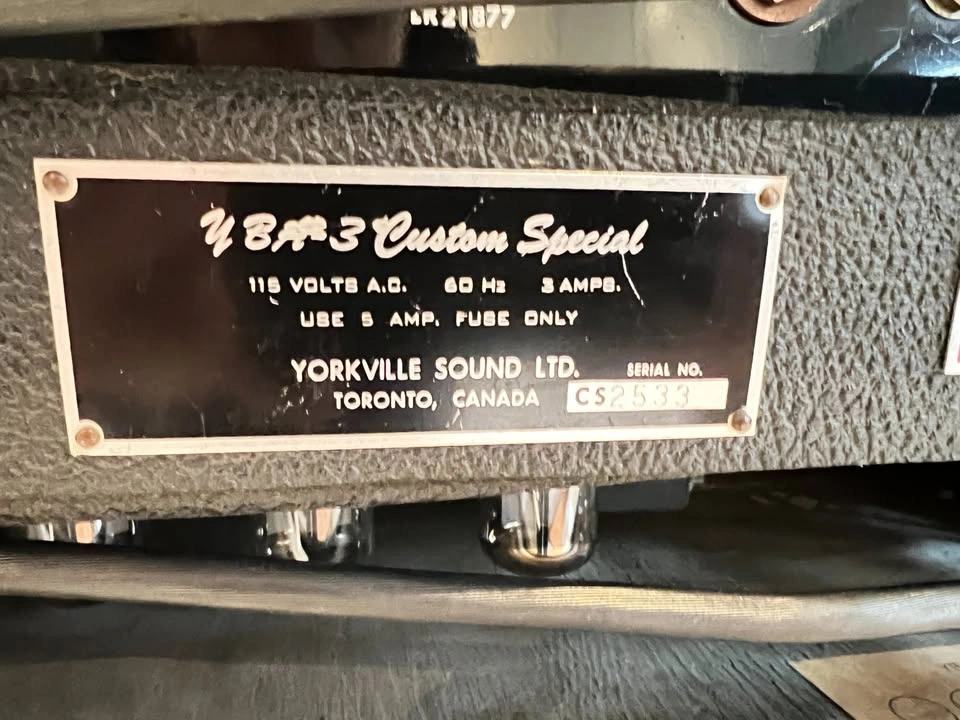 LR21877
YBA 3 Custom Special
115 VOLTS A.C. 60 Hz 3 AMPS.
USE 5 AMP. FUSE ONLY
YORKVILLE SOUND LTD.
SERIAL NO.
TORONTO, CANADA
CS2533